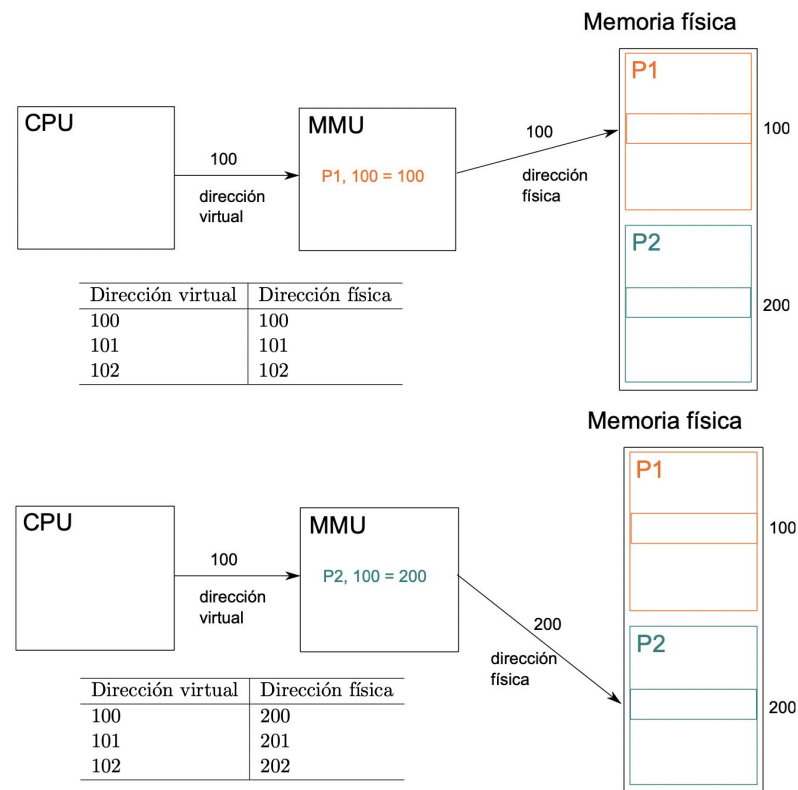 Memoria física
P1
CPU
MMU
100
100
100
P1, 100 = 100
dirección
virtual
dirección
física
P2
200
Dirección virtual Dirección física
100 100
101 101
102 102
Memoria física
P1
CPU
MMU
100
100
P2, 100 = 200
dirección
virtual
200
dirección
física
P2
200
Dirección virtual Dirección física
100 200
101 201
102 202